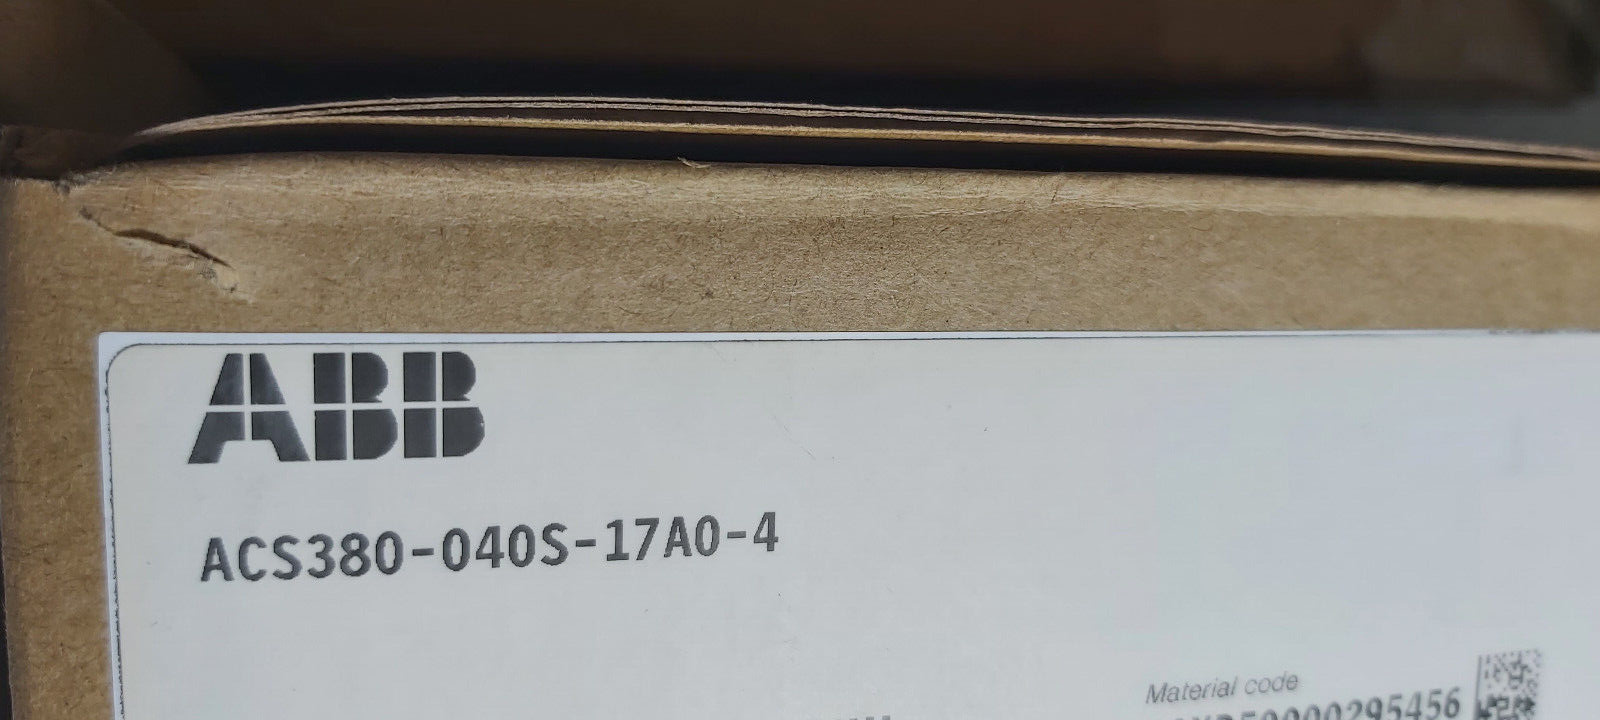 ABB
ACS380-040S-17A0-4
Material code